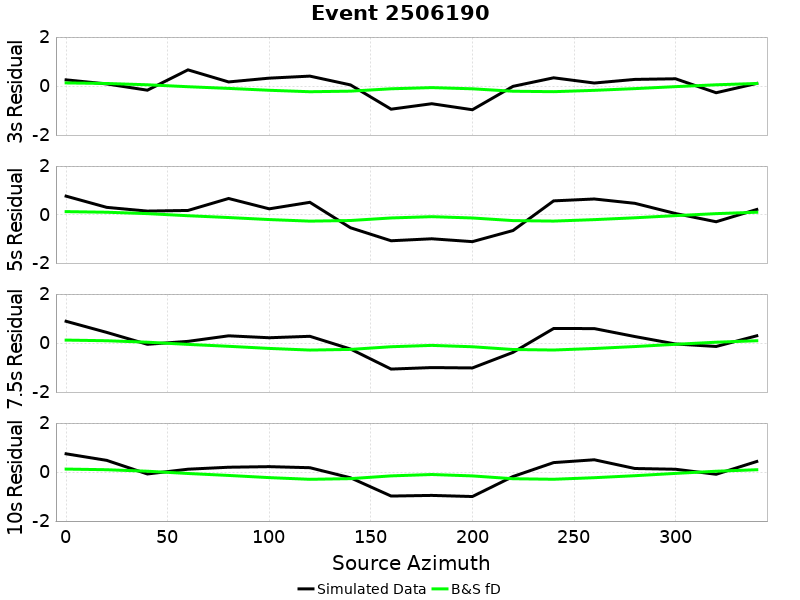 Event 2506190
3s Residual
2
0
-2
5s Residual
2
0
-2
7.5s Residual
2
0
-2
10s Residual
2
0
-2
0 50 100 150 200 250 300
Source Azimuth
Simulated Data B&S fD